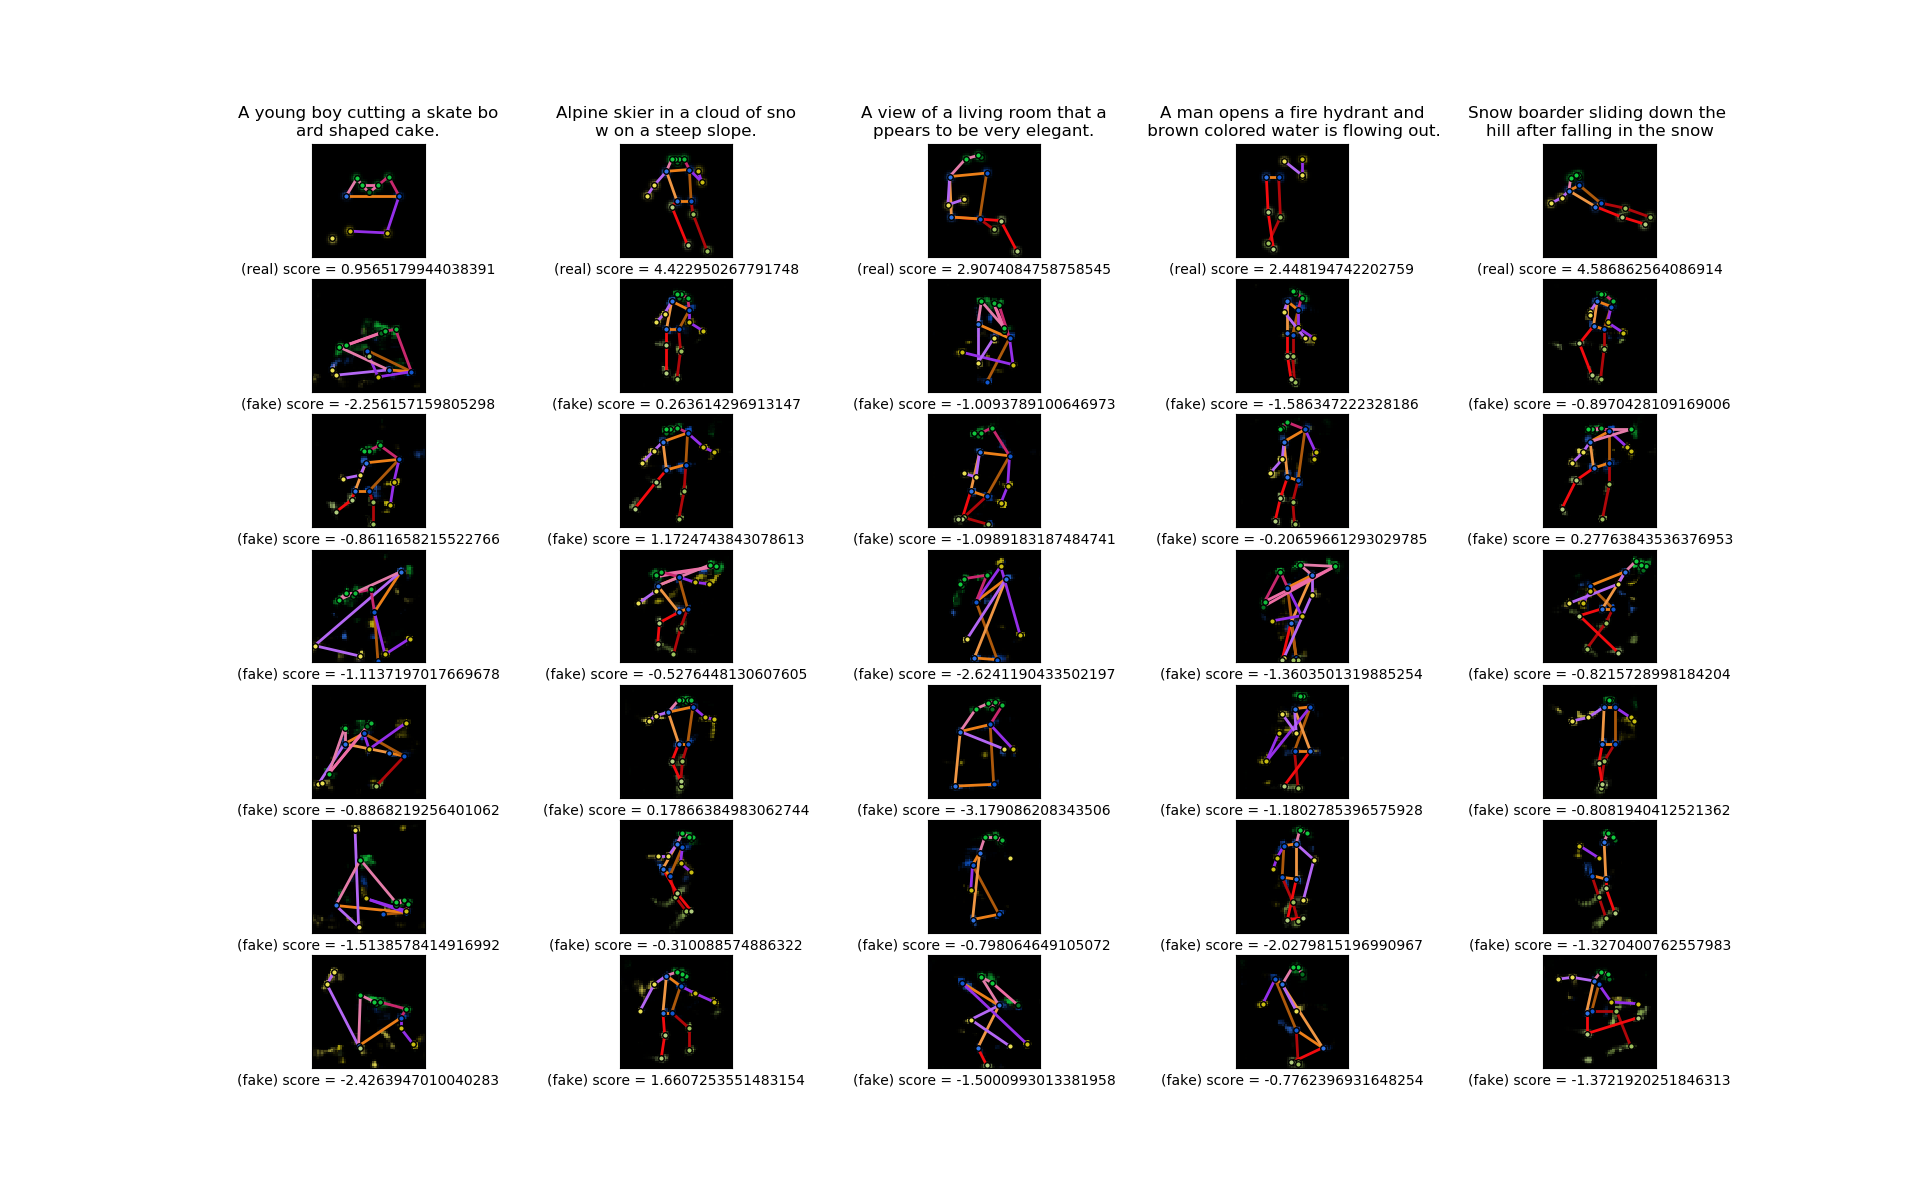 A young boy cutting a skate bo
ard shaped cake.
Alpine skier in a cloud of sno
w on a steep slope.
A view of a living room that a
ppears to be very elegant.
A man opens a fire hydrant and
brown colored water is flowing out.
Snow boarder sliding down the
hill after falling in the snow
(real) score = 0.9565179944038391
(real) score = 4.422950267791748
(real) score = 2.9074084758758545
(real) score = 2.448194742202759
(real) score = 4.586862564086914
(fake) score = -2.256157159805298
(fake) score = 0.263614296913147
(fake) score = -1.0093789100646973
(fake) score = -1.586347222328186
(fake) score = -0.8970428109169006
(fake) score = -0.8611658215522766
(fake) score = 1.1724743843078613
(fake) score = -1.0989183187484741
(fake) score = -0.20659661293029785
(fake) score = 0.27763843536376953
(fake) score = -1.1137197017669678
(fake) score = -0.5276448130607605
(fake) score = -2.6241190433502197
(fake) score = -1.3603501319885254
(fake) score = -0.8215728998184204
(fake) score = -0.8868219256401062
(fake) score = 0.17866384983062744
(fake) score = -3.179086208343506
(fake) score = -1.1802785396575928
(fake) score = -0.8081940412521362
(fake) score = -1.5138578414916992
(fake) score = -0.310088574886322
(fake) score = -0.798064649105072
(fake) score = -2.0279815196990967
(fake) score = -1.3270400762557983
(fake) score = -2.4263947010040283
(fake) score = 1.6607253551483154
(fake) score = -1.5000993013381958
(fake) score = -0.7762396931648254
(fake) score = -1.3721920251846313